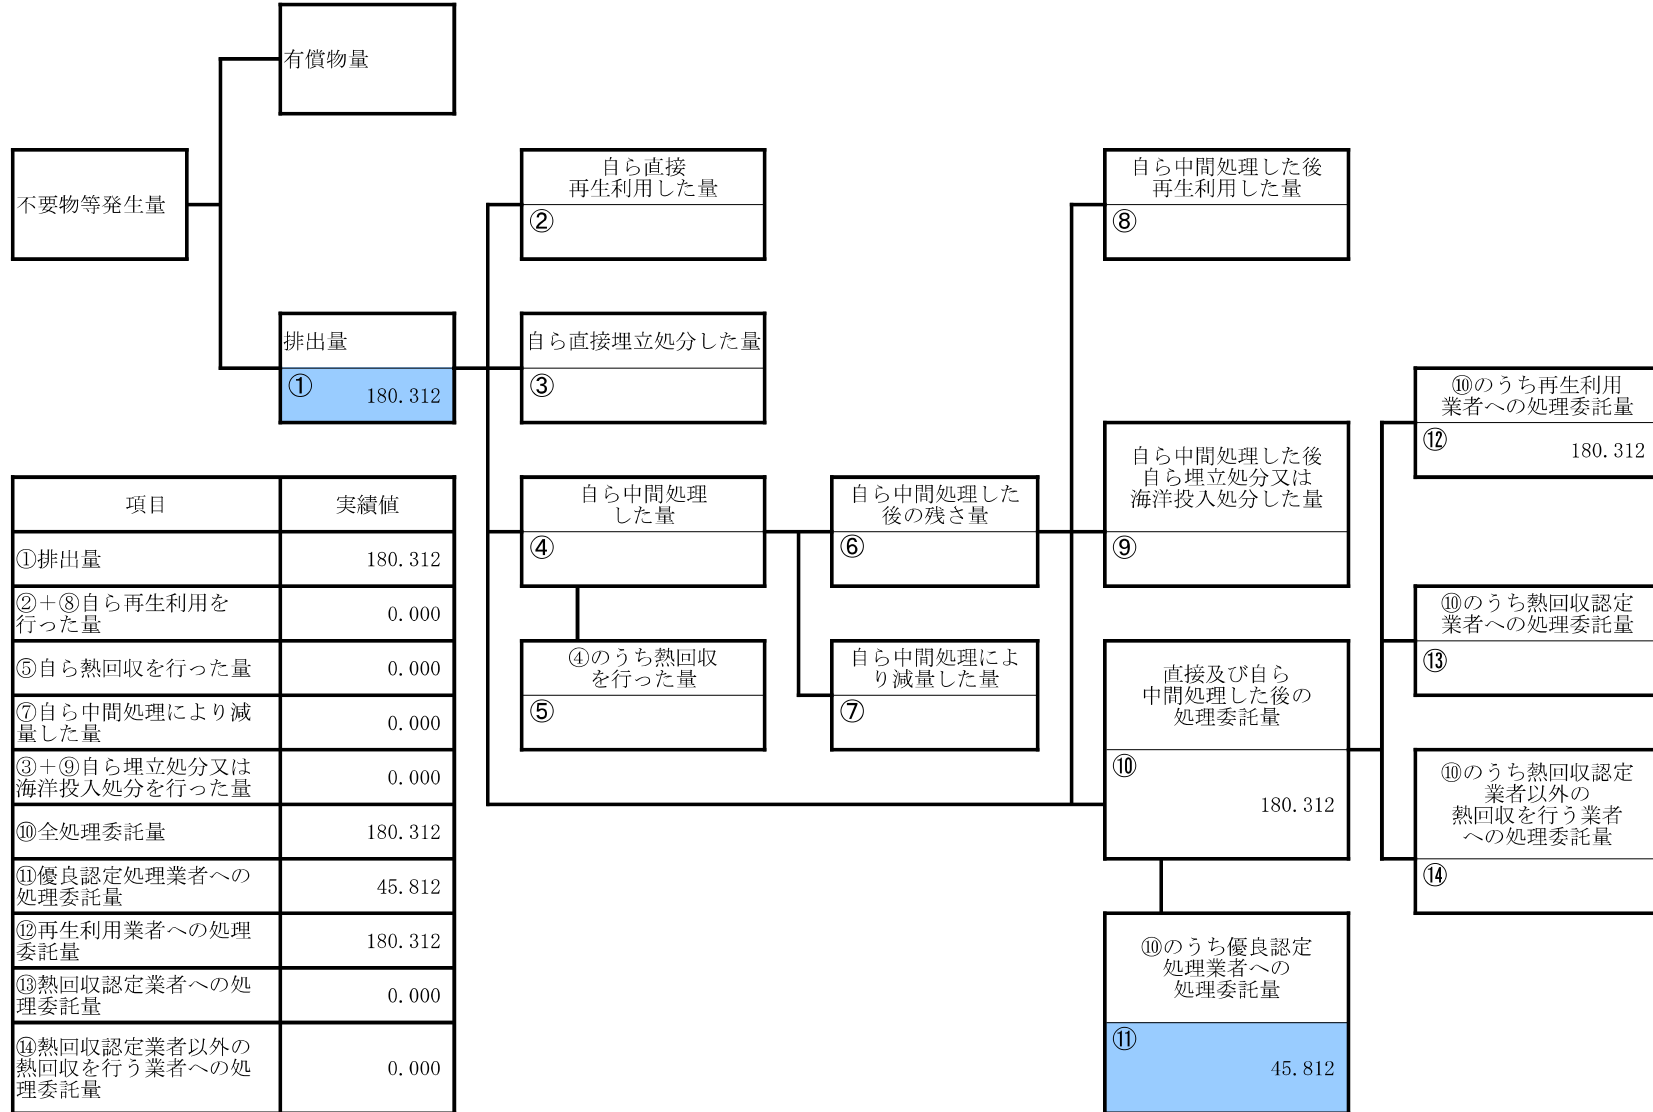 有償物量
不要物等発生量
自ら直接
再生利用した量
②
自ら中間処理した後
再生利用した量
⑧
排出量
① 180.312
自ら直接埋立処分した量
③
⑩のうち再生利用
業者への処理委託量
⑫ 180.312
自ら中間処理
した量
④
自ら中間処理した
後の残さ量
⑥
自ら中間処理した後
自ら埋立処分又は
海洋投入処分した量
⑨
⑩のうち熱回収認定
業者への処理委託量
⑬
④のうち熱回収
を行った量
⑤
自ら中間処理によ
り減量した量
⑦
直接及び自ら
中間処理した後の
処理委託量
⑩
180.312
⑩のうち熱回収認定
業者以外の
熱回収を行う業者
への処理委託量
⑭
⑩のうち優良認定
処理業者への
処理委託量
⑪
45.812
項目 実績値
①排出量 180.312
②＋⑧自ら再生利用を
行った量 0.000
⑤自ら熱回収を行った量 0.000
⑦自ら中間処理により減
量した量 0.000
③＋⑨自ら埋立処分又は
海洋投入処分を行った量 0.000
⑩全処理委託量 180.312
⑪優良認定処理業者への
処理委託量 45.812
⑫再生利用業者への処理
委託量 180.312
⑬熱回収認定業者への処
理委託量 0.000
⑭熱回収認定業者以外の
熱回収を行う業者への処
理委託量 0.000